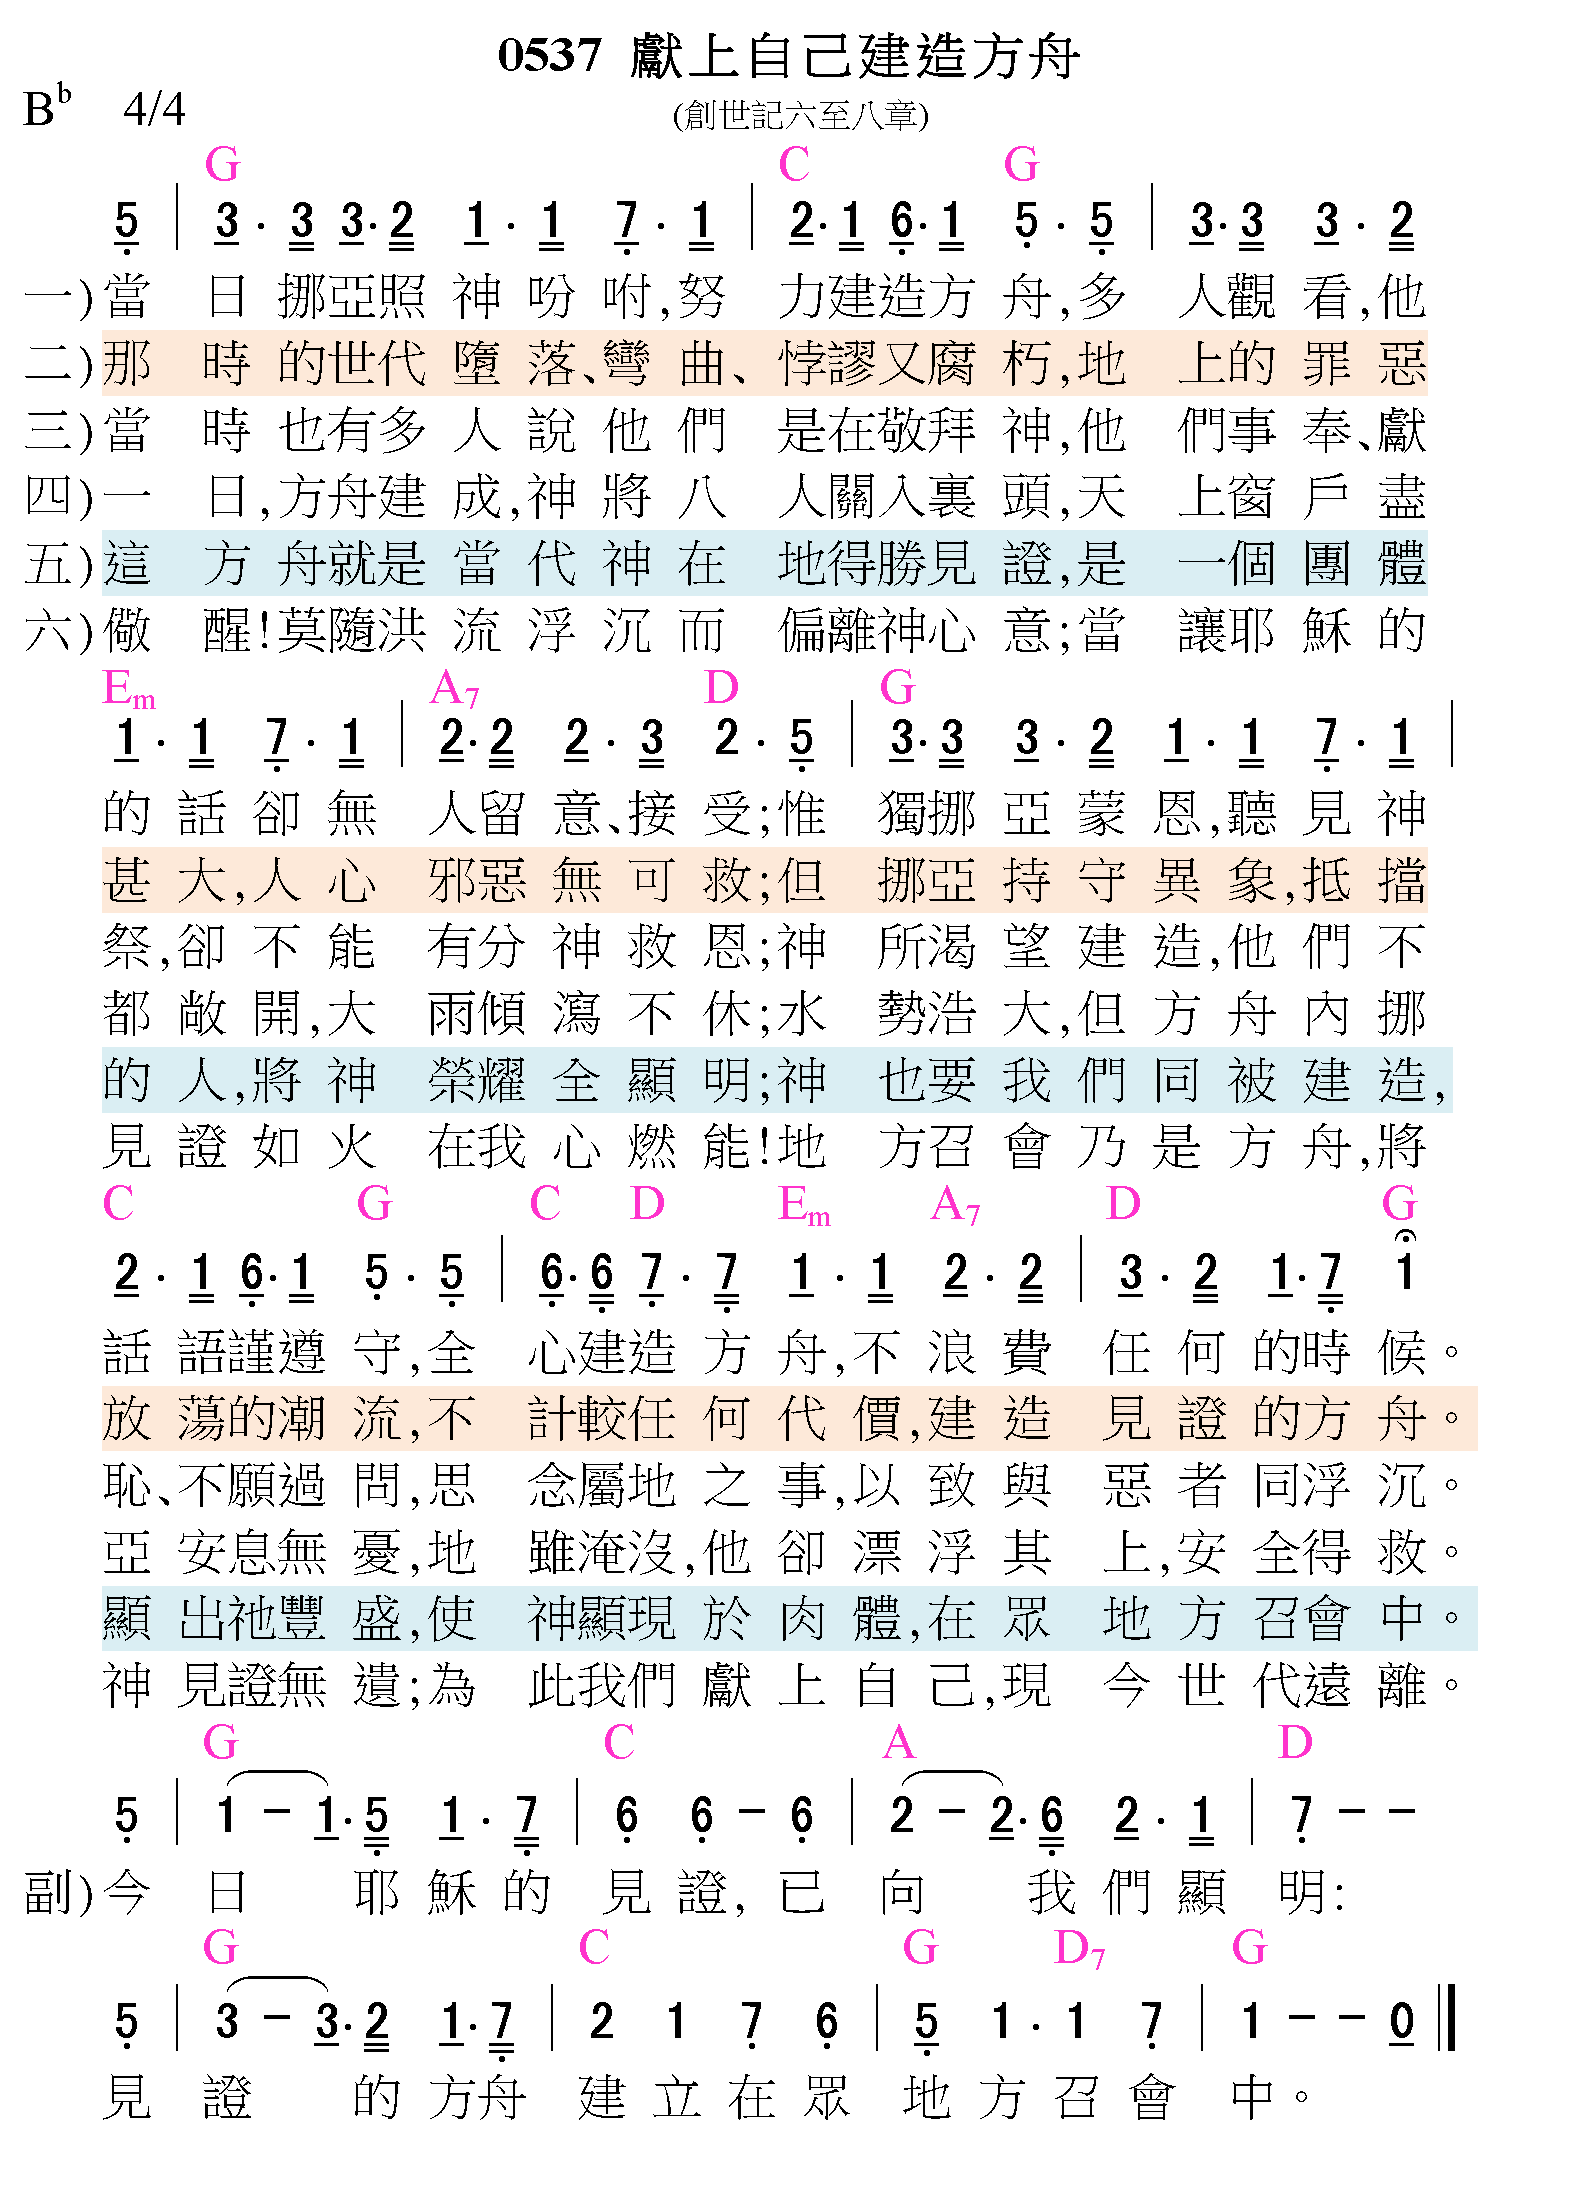 0537 獻上自己建造方舟
B♭ 4/4 (創世記六至八章)
G C G
5 | 3 · 3 3·2 1 · 1 7 · 1 | 2·1 6·1 5 · 5 | 3·3 3 · 2
一)當 日 挪亞照 神 吩 咐,努 力建造方 舟,多 人觀 看,他
二)那 時 的世代 墮 落、彎 曲、悖謬又腐 朽,地 上的 罪 惡
三)當 時 也有多 人 說 他 們 是在敬拜 神,他 們事 奉、獻
四)一 日,方舟建 成,神 將 八 人關入裏 頭,天 上窗 戶 盡
五)這 方 舟就是 當 代 神 在 地得勝見 證,是 一個 團 體
六)儆 醒!莫隨洪 流 浮 沉 而 偏離神心 意;當 讓耶 穌 的
Em A7 D G
1 · 1 7 · 1 | 2·2 2 · 3 2 · 5 | 3·3 3 · 2 1 · 1 7 · 1 |
的 話 卻 無 人留 意、接 受;惟 獨挪 亞 蒙 恩,聽 見 神
甚 大,人 心 邪惡 無 可 救;但 挪亞 持 守 異 象,抵 擋
祭,卻 不 能 有分 神 救 恩;神 所渴 望 建 造,他 們 不
都 敞 開,大 雨傾 瀉 不 休;水 勢浩 大,但 方 舟 內 挪
的 人,將 神 榮耀 全 顯 明;神 也要 我 們 同 被 建 造,
見 證 如 火 在我 心 燃 能!地 方召 會 乃 是 方 舟,將
C G C D Em A7 D G
2 · 1 6·1 5 · 5 | 6·6 7 · 7 1 · 1 2 · 2 | 3 · 2 1·7 1
話 語謹遵 守,全 心建造 方 舟,不 浪 費 任 何 的時 候。
放 蕩的潮 流,不 計較任 何 代 價,建 造 見 證 的方 舟。
恥、不願過 問,思 念屬地 之 事,以 致 與 惡 者 同浮 沉。
亞 安息無 憂,地 雖淹沒,他 卻 漂 浮 其 上,安 全得 救。
顯 出祂豐 盛,使 神顯現 於 肉 體,在 眾 地 方 召會 中。
神 見證無 遺;為 此我們 獻 上 自 己,現 今 世 代遠 離。
G C A D
5 | 1 – 1·5 1 · 7 | 6 6 – 6 | 2 – 2·6 2 · 1 | 7 – –
副)今 日 耶 穌 的 見 證, 已 向 我 們 顯 明:
G C G D7 G
5 | 3 – 3·2 1·7 | 2 1 7 6 | 5 1 · 1 7 | 1 – – 0 ‖
見 證 的 方舟 建 立 在 眾 地 方 召 會 中。